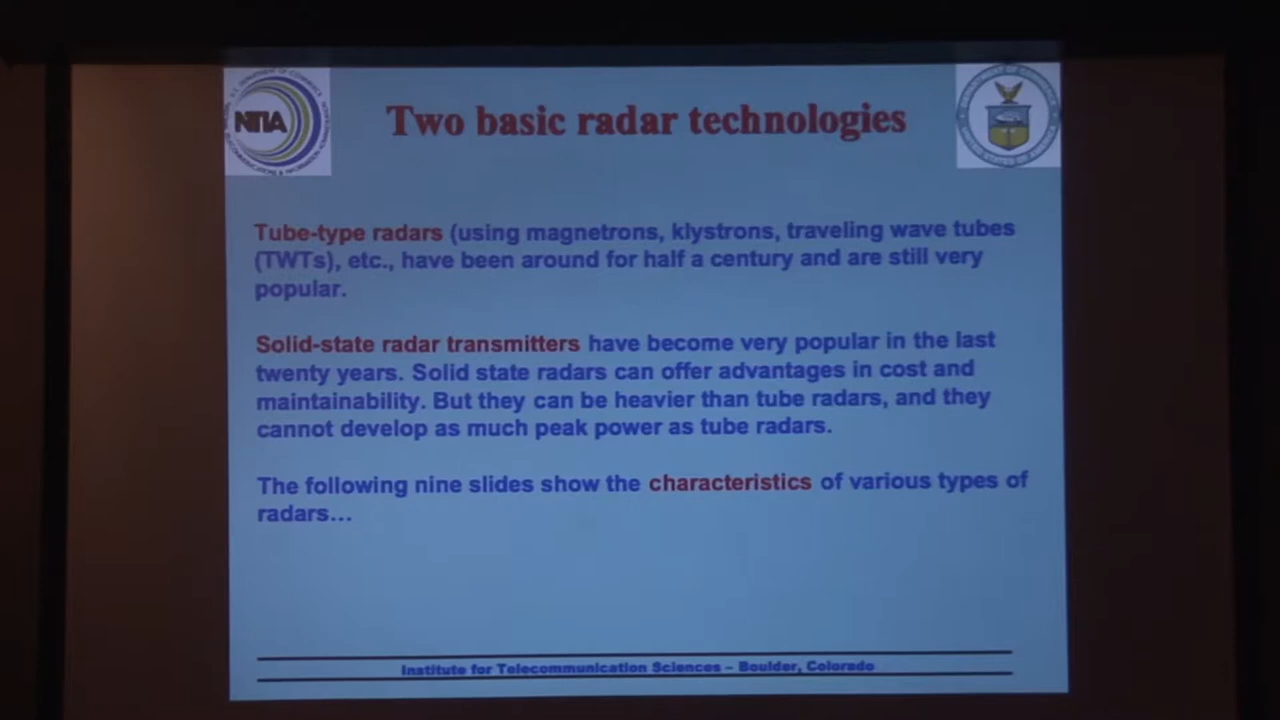 NTIA
Two basic radar technologies
Tube-type radars (using magnetrons, klystrons, traveling wave tubes
(TWTs), etc., have been around for half a century and are still very
popular.
Solid-state radar transmitters have become very popular in the last
twenty years. Solid state radars can offer advantages in cost and
maintainability. But they can be heavier than tube radars, and they
cannot develop as much peak power as tube radars.
The following nine slides show the characteristics of various types of
radars...
Institute for Telecommunication Sciences – Boulder, Colorado